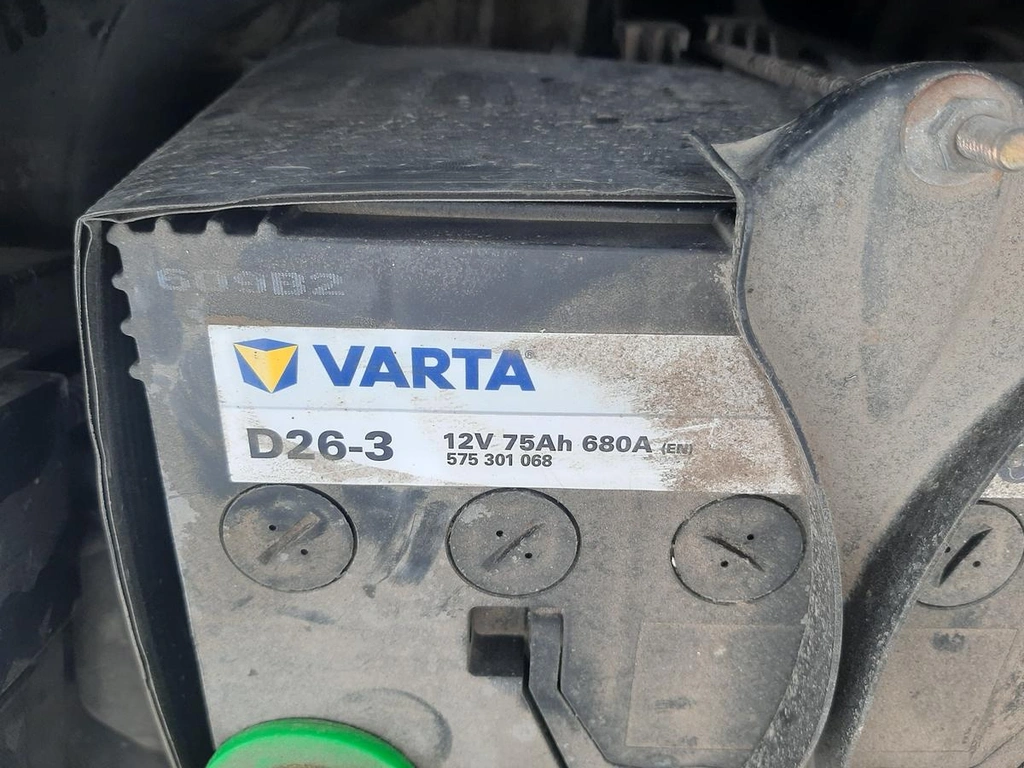 609B2
VARTA®
D26-3
12V 75Ah 680A (EN)
575 301 068